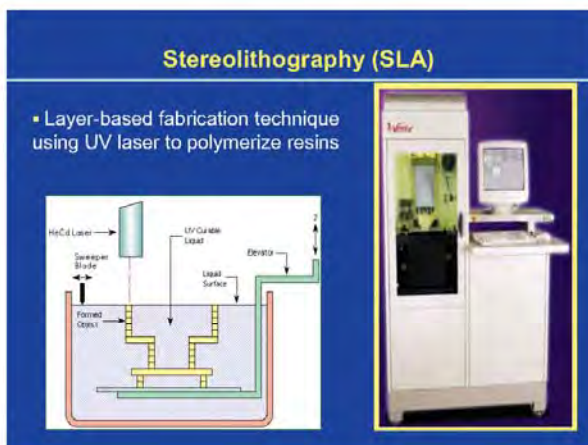 Stereolithography (SLA)
▪ Layer-based fabrication technique
using UV laser to polymerize resins
HeCd Laser
UV Curable
Liquid
Z
Elevator
Sweeper
Blade
Liquid
Surface
Formed
Object